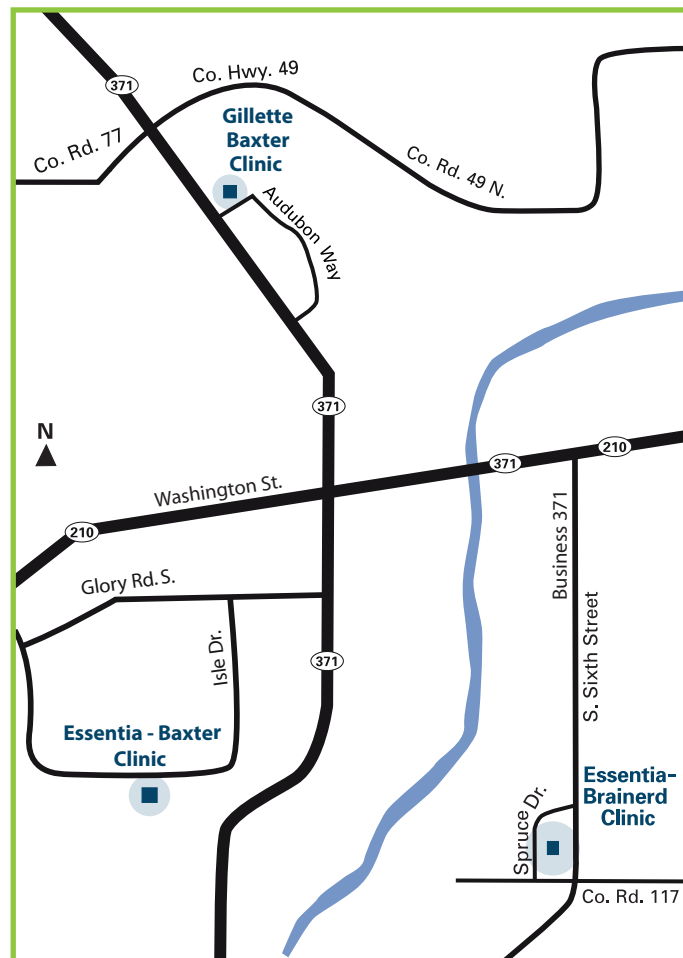 371
Co. Hwy. 49
Co. Rd. 77
Gillette
Baxter
Clinic
Co. Rd. 49 N.
Audubon Way
371
N
371
210
Washington St.
210
Business 371
Glory Rd. S.
Isle Dr.
371
S. Sixth Street
Essentia - Baxter
Clinic
Essentia-
Brainerd
Clinic
Spruce Dr.
Co. Rd. 117